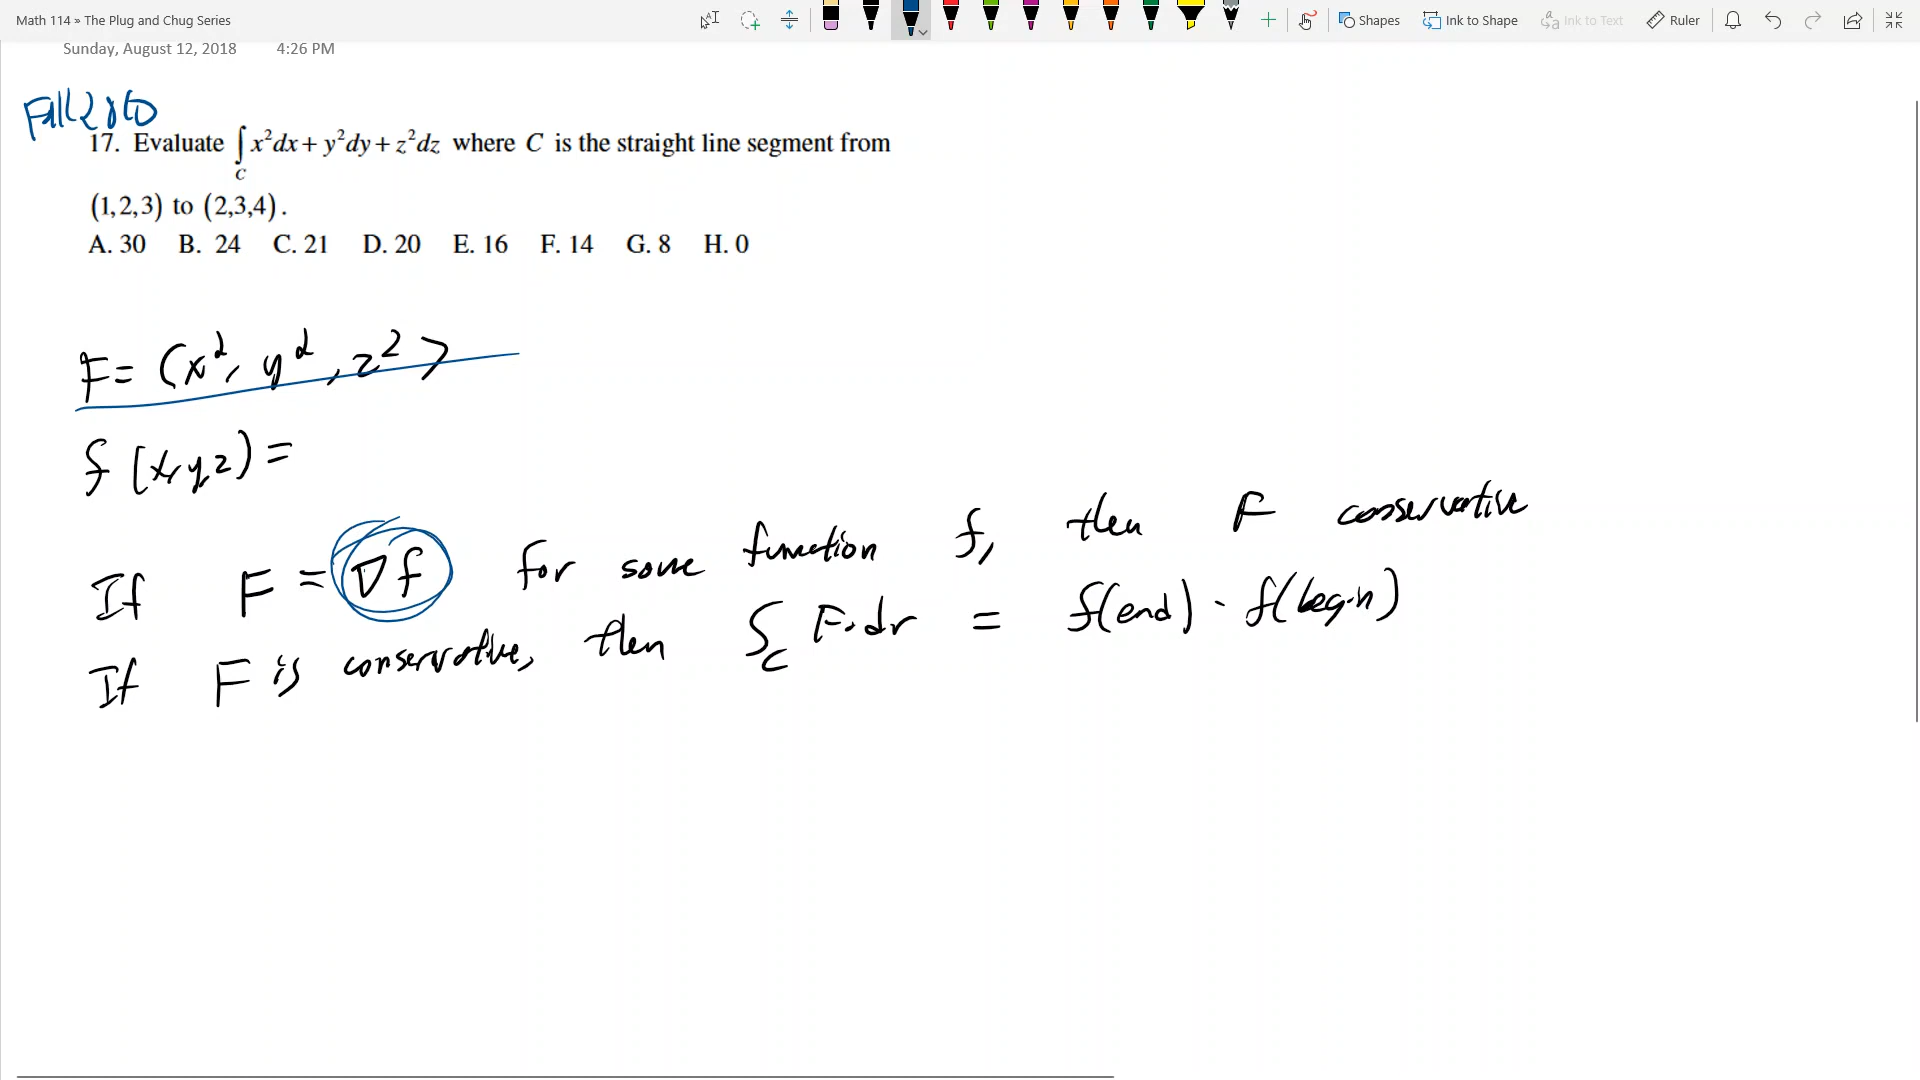 Math 114 » The Plug and Chug Series
Shapes
Ink to Shape
Ink to Text
Ruler
Sunday, August 12, 2018 4:26 PM
17. Evaluate ∫_C x²dx + y²dy + z²dz where C is the straight line segment from
(1,2,3) to (2,3,4).
A. 30 B. 24 C. 21 D. 20 E. 16 F. 14 G. 8 H. 0
F = ⟨x², y², z²⟩
f(x,y,z) =
If F = ∇f for some function f, then F conservative
If F is conservative, then ∫_C F·dr = f(end) - f(begin)